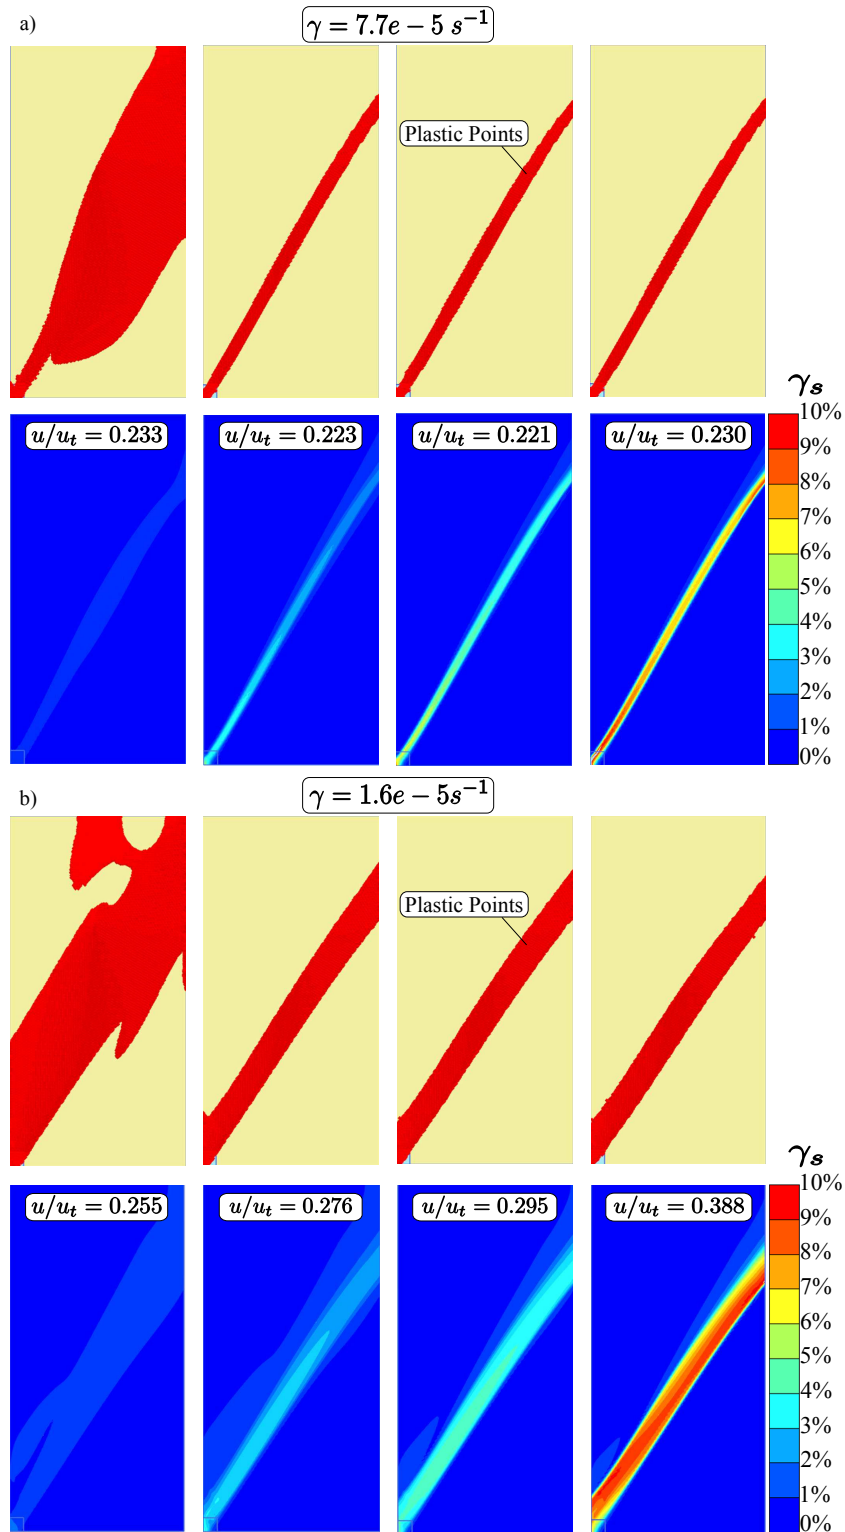 a)
γ = 7.7e − 5 s⁻¹
Plastic Points
γₛ
u/uₜ = 0.233
u/uₜ = 0.223
u/uₜ = 0.221
u/uₜ = 0.230
10%
9%
8%
7%
6%
5%
4%
3%
2%
1%
0%
b)
γ = 1.6e − 5s⁻¹
Plastic Points
γₛ
u/uₜ = 0.255
u/uₜ = 0.276
u/uₜ = 0.295
u/uₜ = 0.388
10%
9%
8%
7%
6%
5%
4%
3%
2%
1%
0%